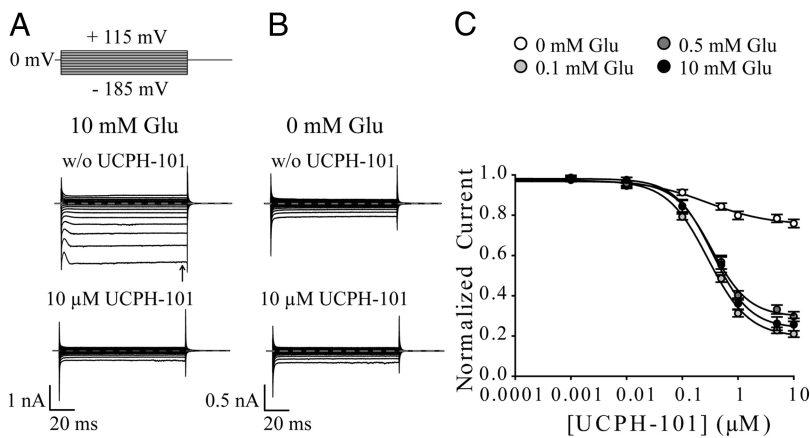 A
B
C
+ 115 mV
0 mV
- 185 mV
0 mM Glu
0.5 mM Glu
0.1 mM Glu
10 mM Glu
10 mM Glu
0 mM Glu
w/o UCPH-101
w/o UCPH-101
10 µM UCPH-101
10 µM UCPH-101
1 nA
20 ms
0.5 nA
20 ms
Normalized Current
1.0
0.8
0.6
0.4
0.2
0.0
0.0001
0.001
0.01
0.1
1
10
[UCPH-101] (µM)